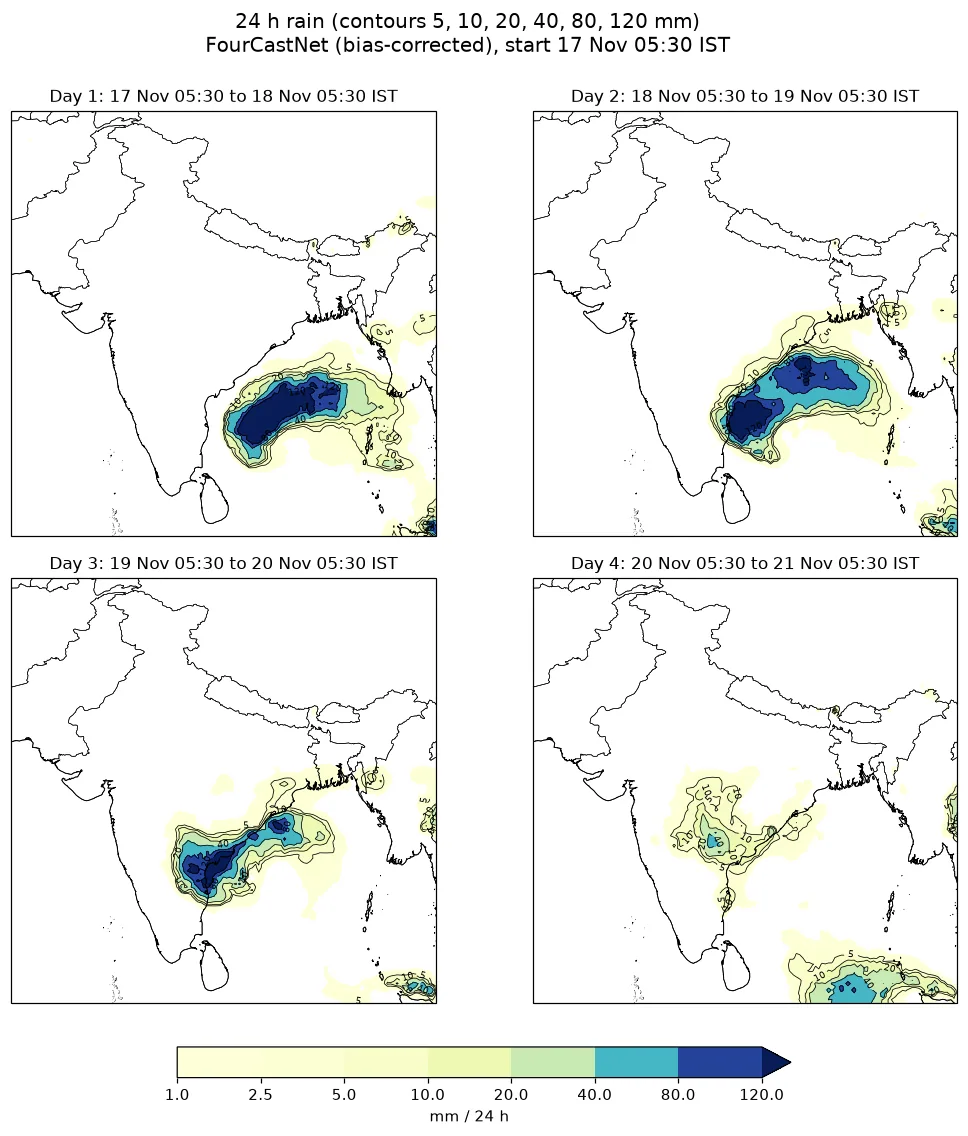 24 h rain (contours 5, 10, 20, 40, 80, 120 mm)
FourCastNet (bias-corrected), start 17 Nov 05:30 IST
Day 1: 17 Nov 05:30 to 18 Nov 05:30 IST
Day 2: 18 Nov 05:30 to 19 Nov 05:30 IST
Day 3: 19 Nov 05:30 to 20 Nov 05:30 IST
Day 4: 20 Nov 05:30 to 21 Nov 05:30 IST
1.0 2.5 5.0 10.0 20.0 40.0 80.0 120.0
mm / 24 h